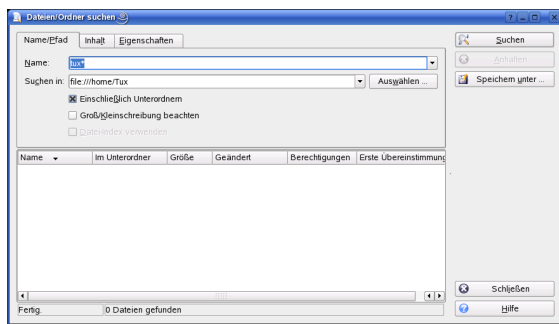 Dateien/Ordner suchen
Name/Pfad Inhalt Eigenschaften
Name: tux*
Suchen in: file:///home/Tux Auswählen ...
Einschließlich Unterordnern
Groß/Kleinschreibung beachten
Datei-Index verwenden
Suchen
Anhalten
Speichern unter ...
Name Im Unterordner Größe Geändert Berechtigungen Erste Übereinstimmung
Schließen
Hilfe
Fertig. 0 Dateien gefunden